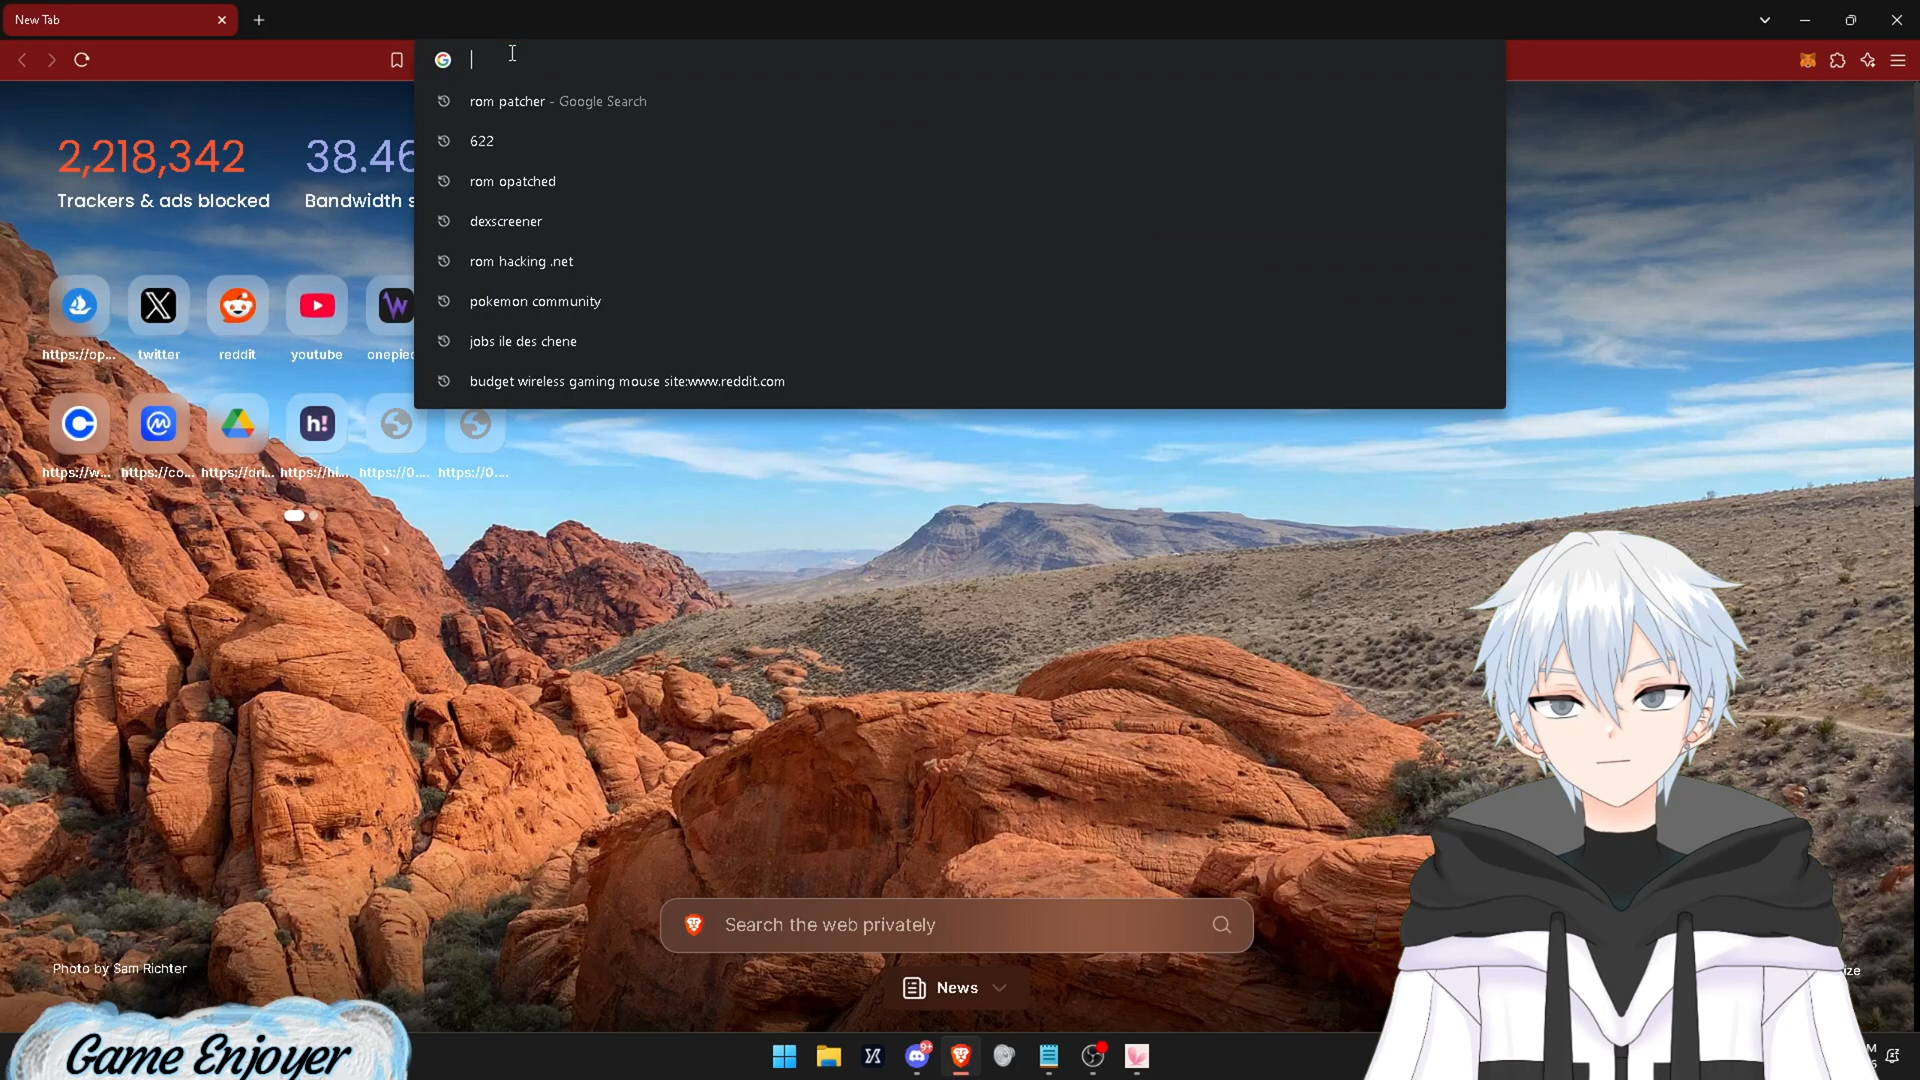 New Tab
rom patcher - Google Search
622
rom opatched
dexscreener
rom hacking .net
pokemon community
jobs ile des chene
budget wireless gaming mouse site:www.reddit.com
2,218,342
38.46
Trackers & ads blocked
Bandwidth s
https://op...
twitter
reddit
youtube
onepiec
https://w...
https://co...
https://dri...
https://hi...
https://0....
https://0....
Search the web privately
News
Photo by Sam Richter
ize
Game Enjoyer
9+
M